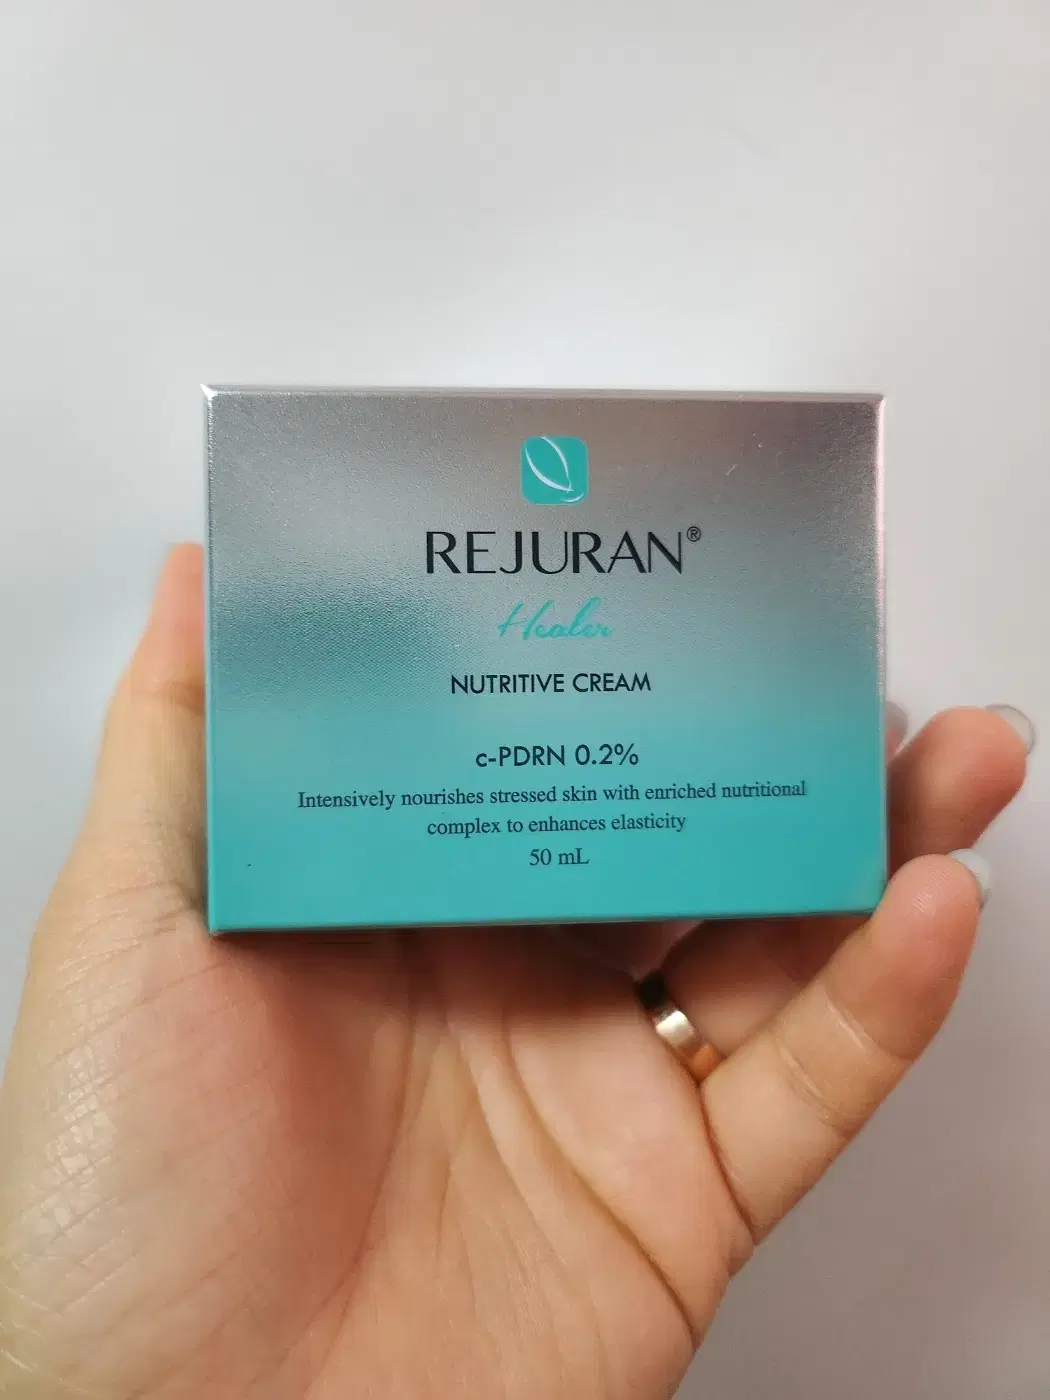 REJURAN®
Healer
NUTRITIVE CREAM
c-PDRN 0.2%
Intensively nourishes stressed skin with enriched nutritional
complex to enhances elasticity
50 mL